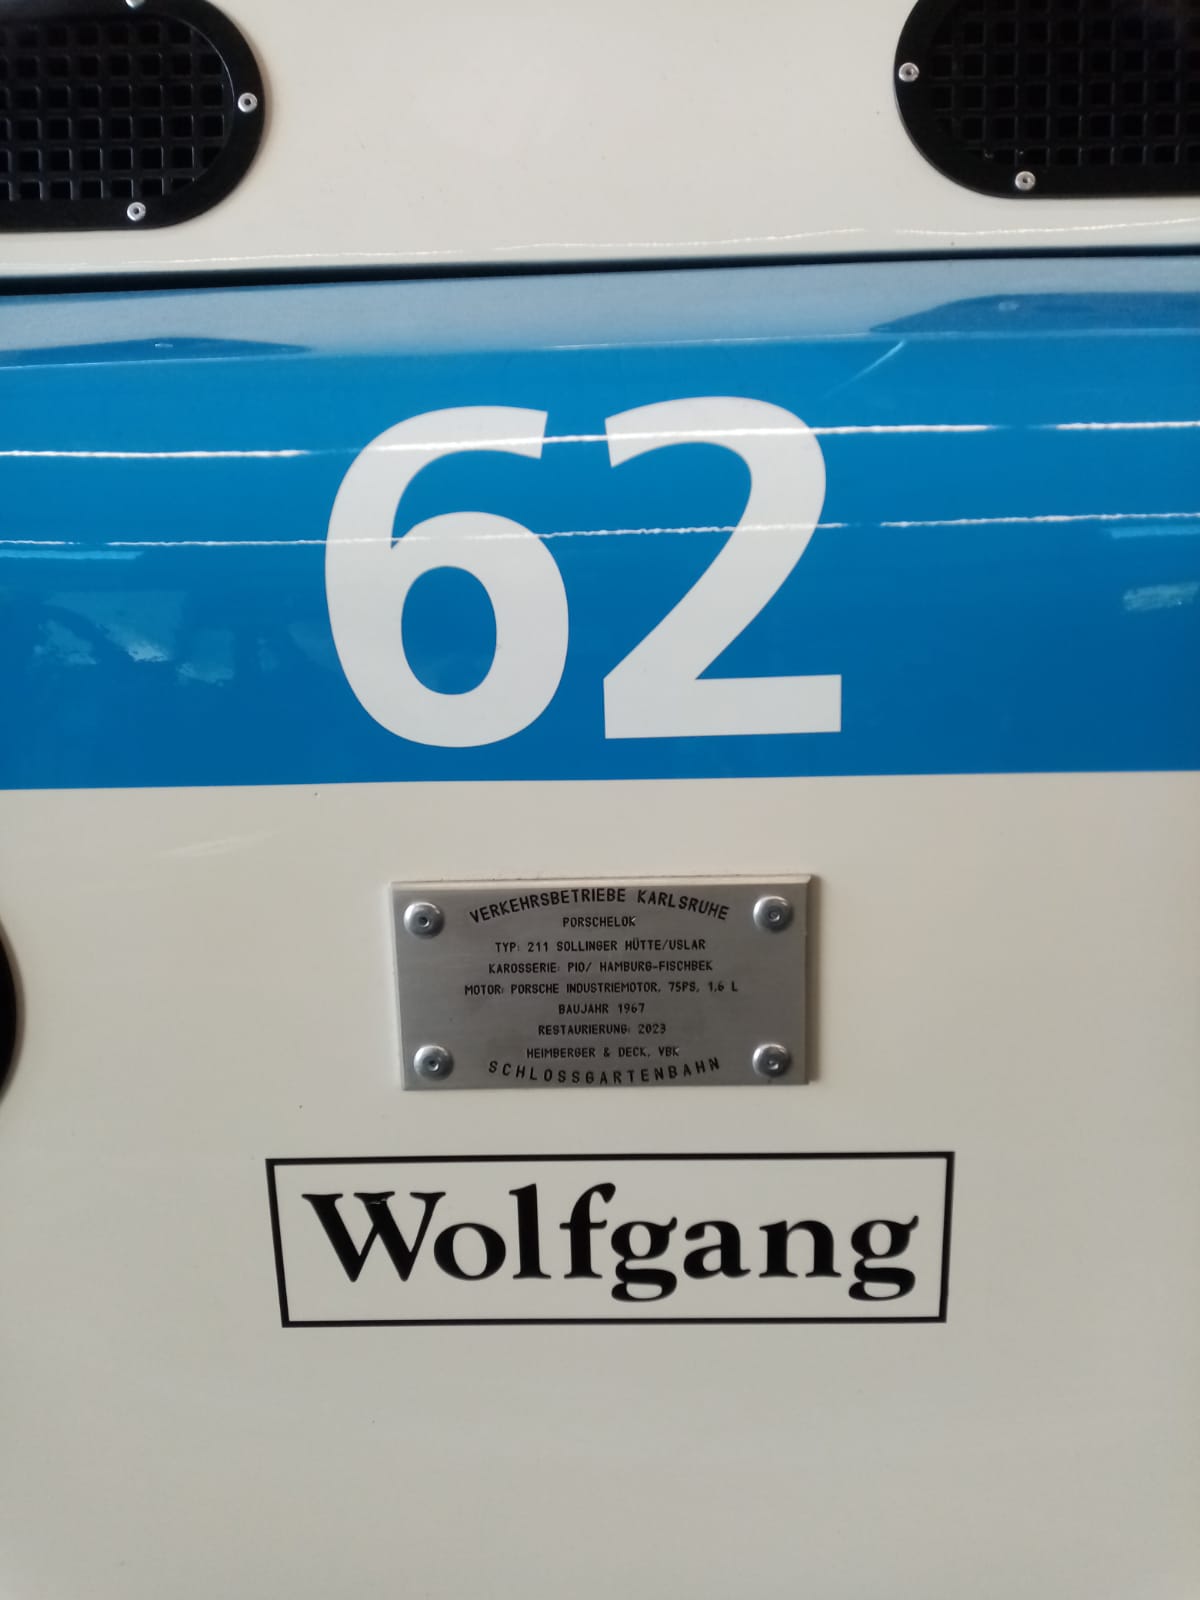 62
VERKEHRSBETRIEBE KARLSRUHE
PORSCHELOK
TYP: 211 SOLLINGER HÜTTE/USLAR
KAROSSERIE: PIO/ HAMBURG-FISCHBEK
MOTOR: PORSCHE INDUSTRIEMOTOR, 75PS, 1,6 L
BAUJAHR 1967
RESTAURIERUNG: 2023
HEIMBERGER & DECK, VBK
SCHLOSSGARTENBAHN
Wolfgang